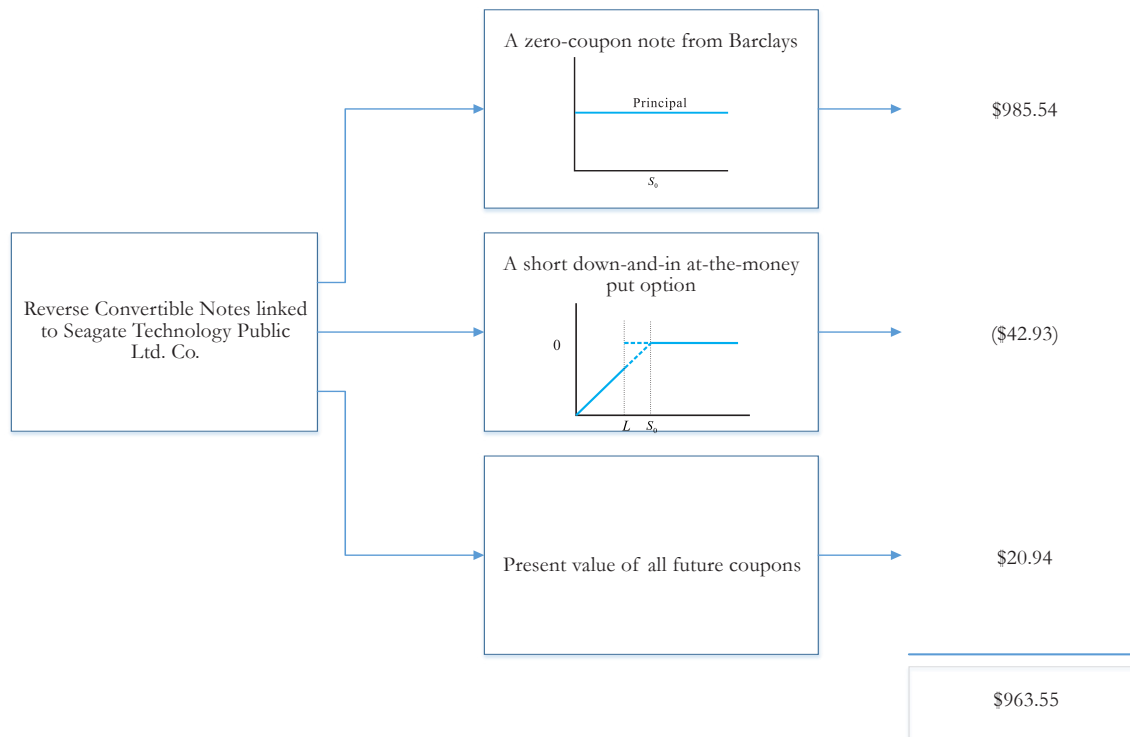 A zero-coupon note from Barclays
Principal
S₀
$985.54
Reverse Convertible Notes linked
to Seagate Technology Public
Ltd. Co.
A short down-and-in at-the-money
put option
0
L S₀
($42.93)
Present value of all future coupons
$20.94
$963.55